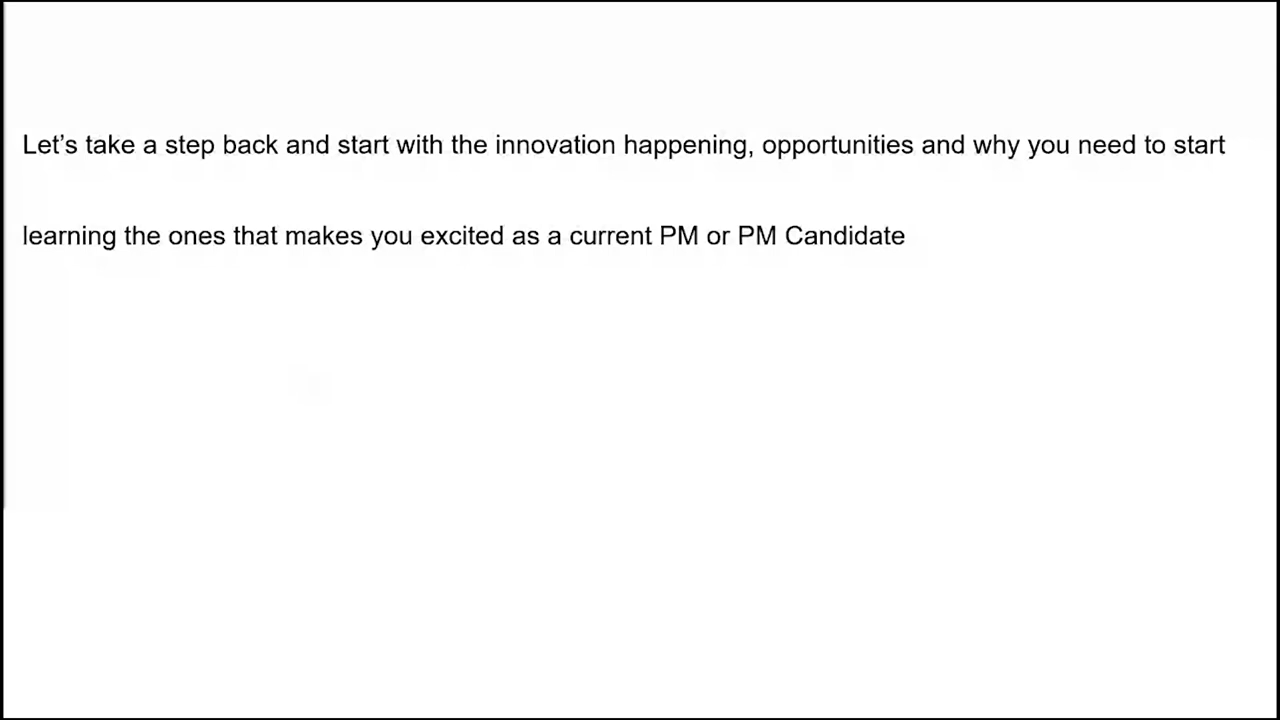 Let’s take a step back and start with the innovation happening, opportunities and why you need to start
learning the ones that makes you excited as a current PM or PM Candidate